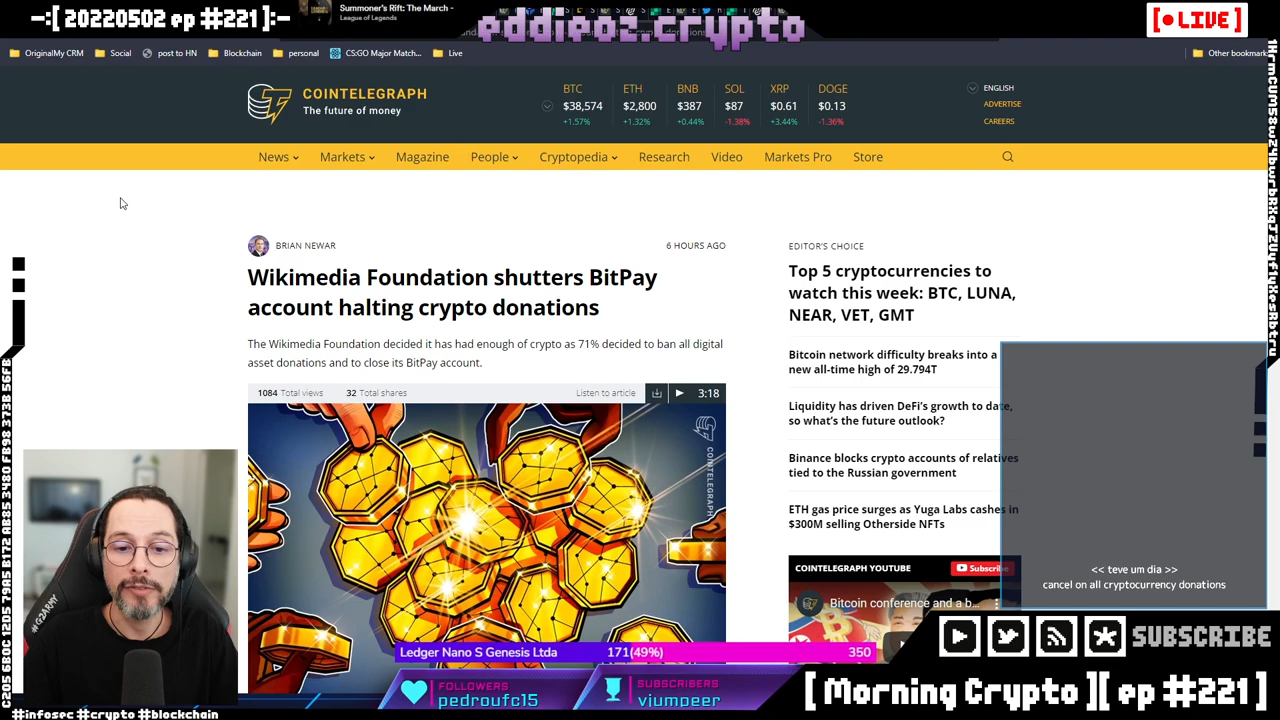 -:[ 20220502 ep #221 ]:-
Summoner's Rift: The March -
League of Legends
eddieoz.crypto
[ LIVE ]
OriginalMy CRM
Social
post to HN
Blockchain
personal
CS:GO Major Match...
Live
Other bookmark
COINTELEGRAPH
The future of money
BTC ETH BNB SOL XRP DOGE
$38,574 $2,800 $387 $87 $0.61 $0.13
+1.57% +1.32% +0.44% -1.38% +3.44% -1.36%
ENGLISH
ADVERTISE
CAREERS
News Markets Magazine People Cryptopedia Research Video Markets Pro Store
BRIAN NEWAR
6 HOURS AGO
Wikimedia Foundation shutters BitPay
account halting crypto donations
The Wikimedia Foundation decided it has had enough of crypto as 71% decided to ban all digital
asset donations and to close its BitPay account.
1084 Total views 32 Total shares
Listen to article
3:18
COINTELEGRAPH
EDITOR'S CHOICE
Top 5 cryptocurrencies to
watch this week: BTC, LUNA,
NEAR, VET, GMT
Bitcoin network difficulty breaks into a
new all-time high of 29.794T
Liquidity has driven DeFi's growth to date,
so what's the future outlook?
Binance blocks crypto accounts of relatives
tied to the Russian government
ETH gas price surges as Yuga Labs cashes in
$300M selling Otherside NFTs
COINTELEGRAPH YOUTUBE
Subscribe
Bitcoin conference and a b...
<< teve um dia >>
cancel on all cryptocurrency donations
#G2ARMY
Ledger Nano S Genesis Ltda 171(49%) 350
FOLLOWERS
pedroufc15
SUBSCRIBERS
viumpeer
SUBSCRIBE
[ Morning Crypto ][ ep #221 ]
#infosec #crypto #blockchain